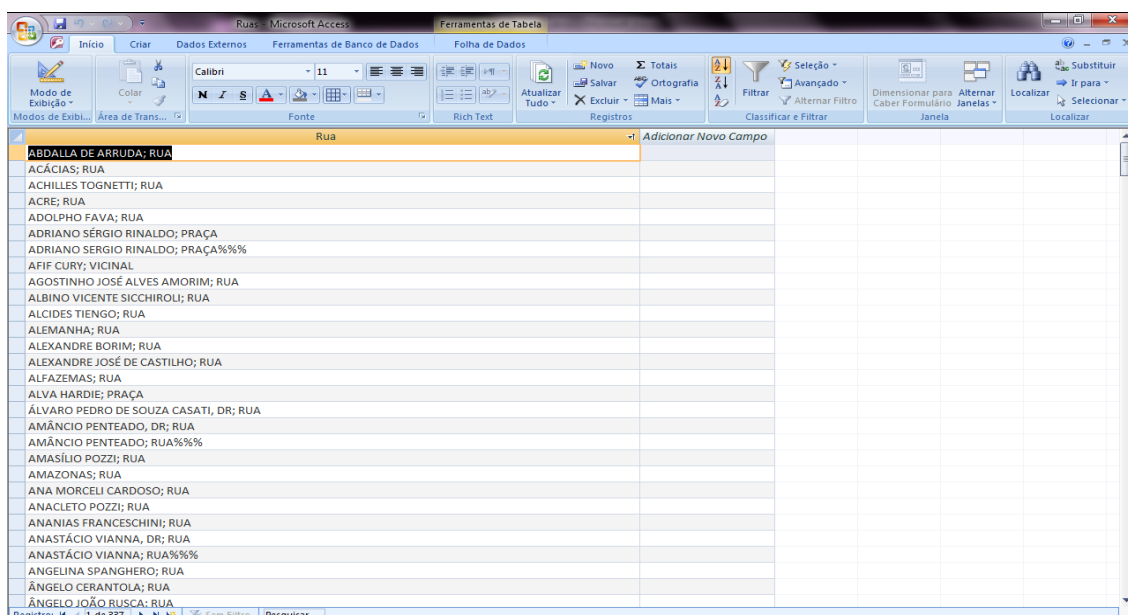 Ruas - Microsoft Access Ferramentas de Tabela
Início Criar Dados Externos Ferramentas de Banco de Dados Folha de Dados
Modo de Exibição
Colar
Calibri 11
N I S A
Atualizar Tudo
Novo Σ Totais
Salvar Ortografia
Excluir Mais
Filtrar
Seleção
Avançado
Alternar Filtro
Dimensionar para Caber Formulário
Alternar Janelas
Localizar
Substituir
Ir para
Selecionar
Modos de Exibi... Área de Trans... Fonte Rich Text Registros Classificar e Filtrar Janela Localizar
Rua Adicionar Novo Campo
ABDALLA DE ARRUDA; RUA
ACÁCIAS; RUA
ACHILLES TOGNETTI; RUA
ACRE; RUA
ADOLPHO FAVA; RUA
ADRIANO SÉRGIO RINALDO; PRAÇA
ADRIANO SERGIO RINALDO; PRAÇA%%%
AFIF CURY; VICINAL
AGOSTINHO JOSÉ ALVES AMORIM; RUA
ALBINO VICENTE SICCHIROLI; RUA
ALCIDES TIENGO; RUA
ALEMANHA; RUA
ALEXANDRE BORIM; RUA
ALEXANDRE JOSÉ DE CASTILHO; RUA
ALFAZEMAS; RUA
ALVA HARDIE; PRAÇA
ÁLVARO PEDRO DE SOUZA CASATI, DR; RUA
AMÂNCIO PENTEADO, DR; RUA
AMÂNCIO PENTEADO; RUA%%%
AMASÍLIO POZZI; RUA
AMAZONAS; RUA
ANA MORCELI CARDOSO; RUA
ANACLETO POZZI; RUA
ANANIAS FRANCESCHINI; RUA
ANASTÁCIO VIANNA, DR; RUA
ANASTÁCIO VIANNA; RUA%%%
ANGELINA SPANGHERO; RUA
ÂNGELO CERANTOLA; RUA
ÂNGELO JOÃO RUSCA; RUA
Registro: 1 de 337 Sem Filtro Pesquisar